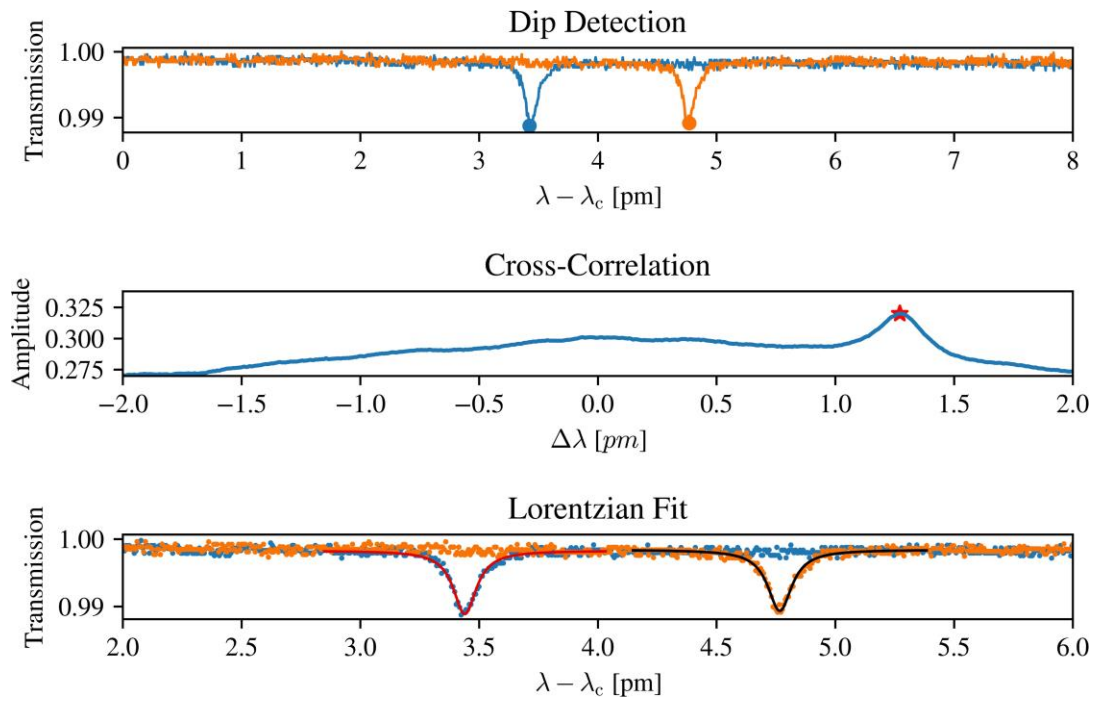 Dip Detection
Transmission
1.00
0.99
0 1 2 3 4 5 6 7 8
λ − λc [pm]
Cross-Correlation
Amplitude
0.325
0.300
0.275
−2.0 −1.5 −1.0 −0.5 0.0 0.5 1.0 1.5 2.0
Δλ [pm]
Lorentzian Fit
Transmission
1.00
0.99
2.0 2.5 3.0 3.5 4.0 4.5 5.0 5.5 6.0
λ − λc [pm]